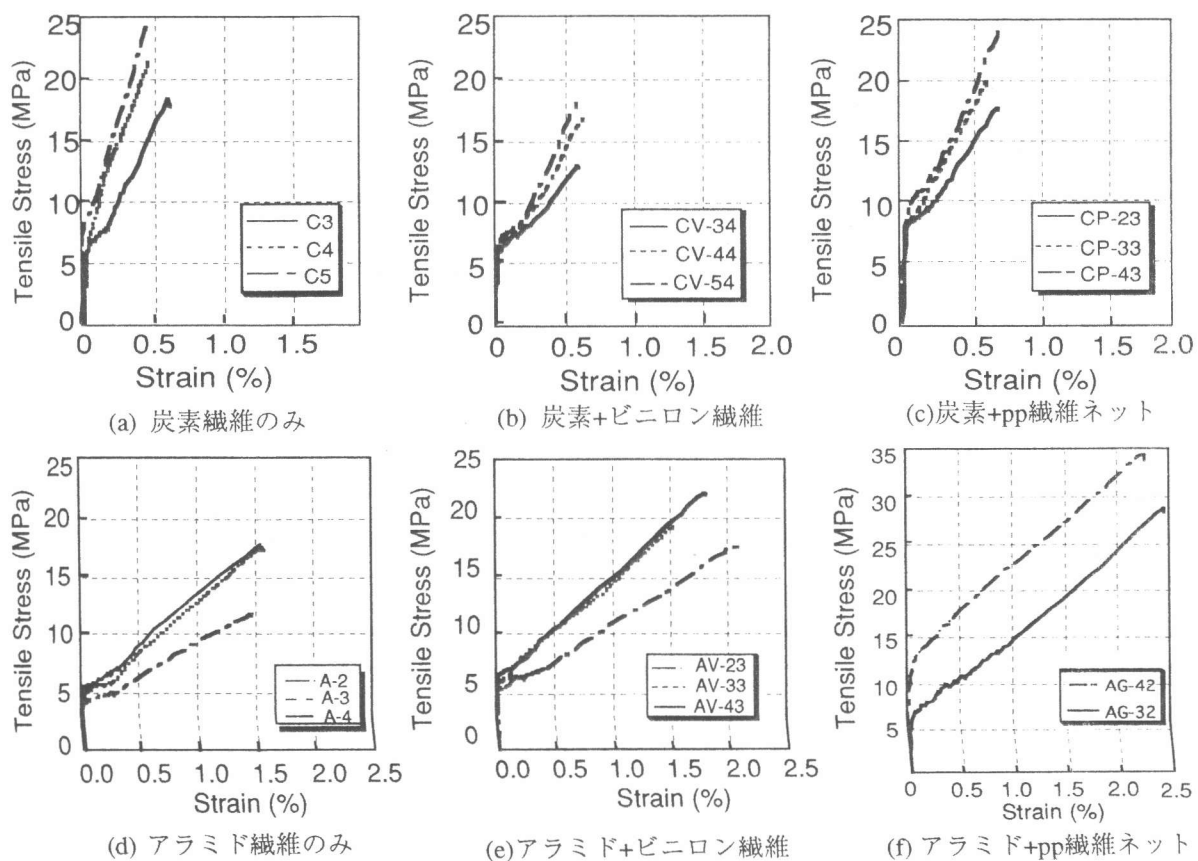 Tensile Stress (MPa)
25
20
15
10
5
0
C3
C4
C5
0 0.5 1.0 1.5
Strain (%)
(a) 炭素繊維のみ
Tensile Stress (MPa)
25
20
15
10
5
0
CV-34
CV-44
CV-54
0 0.5 1.0 1.5 2.0
Strain (%)
(b) 炭素+ビニロン繊維
Tensile Stress (MPa)
25
20
15
10
5
0
CP-23
CP-33
CP-43
0 0.5 1.0 1.5 2.0
Strain (%)
(c)炭素+pp繊維ネット
Tensile Stress (MPa)
25
20
15
10
5
0
A-2
A-3
A-4
0.0 0.5 1.0 1.5 2.0 2.5
Strain (%)
(d) アラミド繊維のみ
Tensile Stress (MPa)
25
20
15
10
5
0
AV-23
AV-33
AV-43
0.0 0.5 1.0 1.5 2.0 2.5
Strain (%)
(e)アラミド+ビニロン繊維
Tensile Stress (MPa)
35
30
25
20
15
10
5
AG-42
AG-32
0.0 0.5 1.0 1.5 2.0 2.5
Strain (%)
(f) アラミド+pp繊維ネット